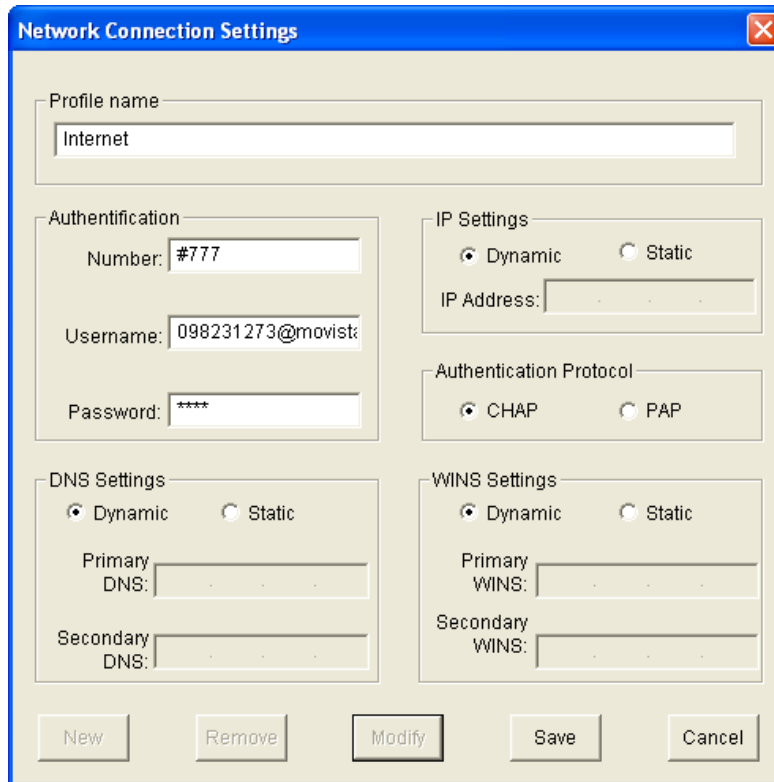 Network Connection Settings
Profile name
Internet
Authentification
Number: #777
Username: 098231273@movista
Password: ****
IP Settings
Dynamic Static
IP Address: . . .
Authentication Protocol
CHAP PAP
DNS Settings
Dynamic Static
Primary
DNS: . . .
Secondary
DNS: . . .
WINS Settings
Dynamic Static
Primary
WINS: . . .
Secondary
WINS: . . .
New Remove Modify Save Cancel